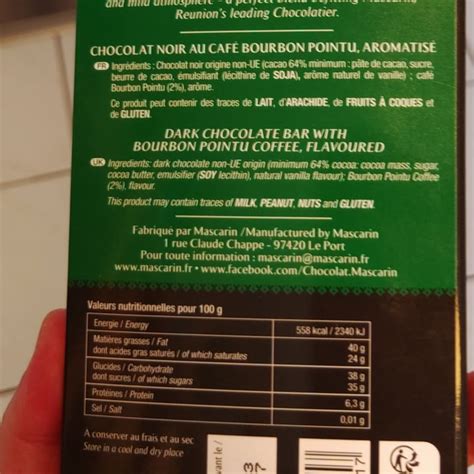 and mild atmosphere - a perfect blend
Reunion's leading Chocolatier.
CHOCOLAT NOIR AU CAFÉ BOURBON POINTU, AROMATISÉ
FR Ingrédients : Chocolat noir origine non-UE (cacao 64% minimum : pâte de cacao, sucre,
beurre de cacao, émulsifiant (lécithine de SOJA), arôme naturel de vanille) ; café
Bourbon Pointu (2%), arôme.
Ce produit peut contenir des traces de LAIT, d'ARACHIDE, de FRUITS À COQUES et
de GLUTEN.
DARK CHOCOLATE BAR WITH
BOURBON POINTU COFFEE, FLAVOURED
UK Ingredients: dark chocolate non-UE origin (minimum 64% cocoa: cocoa mass, sugar,
cocoa butter, emulsifier (SOY lecithin), natural vanilla flavour); Bourbon Pointu Coffee
(2%), flavour.
This product may contain traces of MILK, PEANUT, NUTS and GLUTEN.
Fabriqué par Mascarin /Manufactured by Mascarin
1 rue Claude Chappe - 97420 Le Port
Pour toute information : mascarin@mascarin.fr
www.mascarin.fr • www.facebook.com/Chocolat.Mascarin
Valeurs nutritionnelles pour 100 g
Energie / Energy 558 kcal / 2340 kJ
Matières grasses / Fat 40 g
dont acides gras saturés / of which saturates 24 g
Glucides / Carbohydrate 38 g
dont sucres / of which sugars 35 g
Protéines / Protein 6,3 g
Sel / Salt 0,01 g
A conserver au frais et au sec
Store in a cool and dry place
vant le /